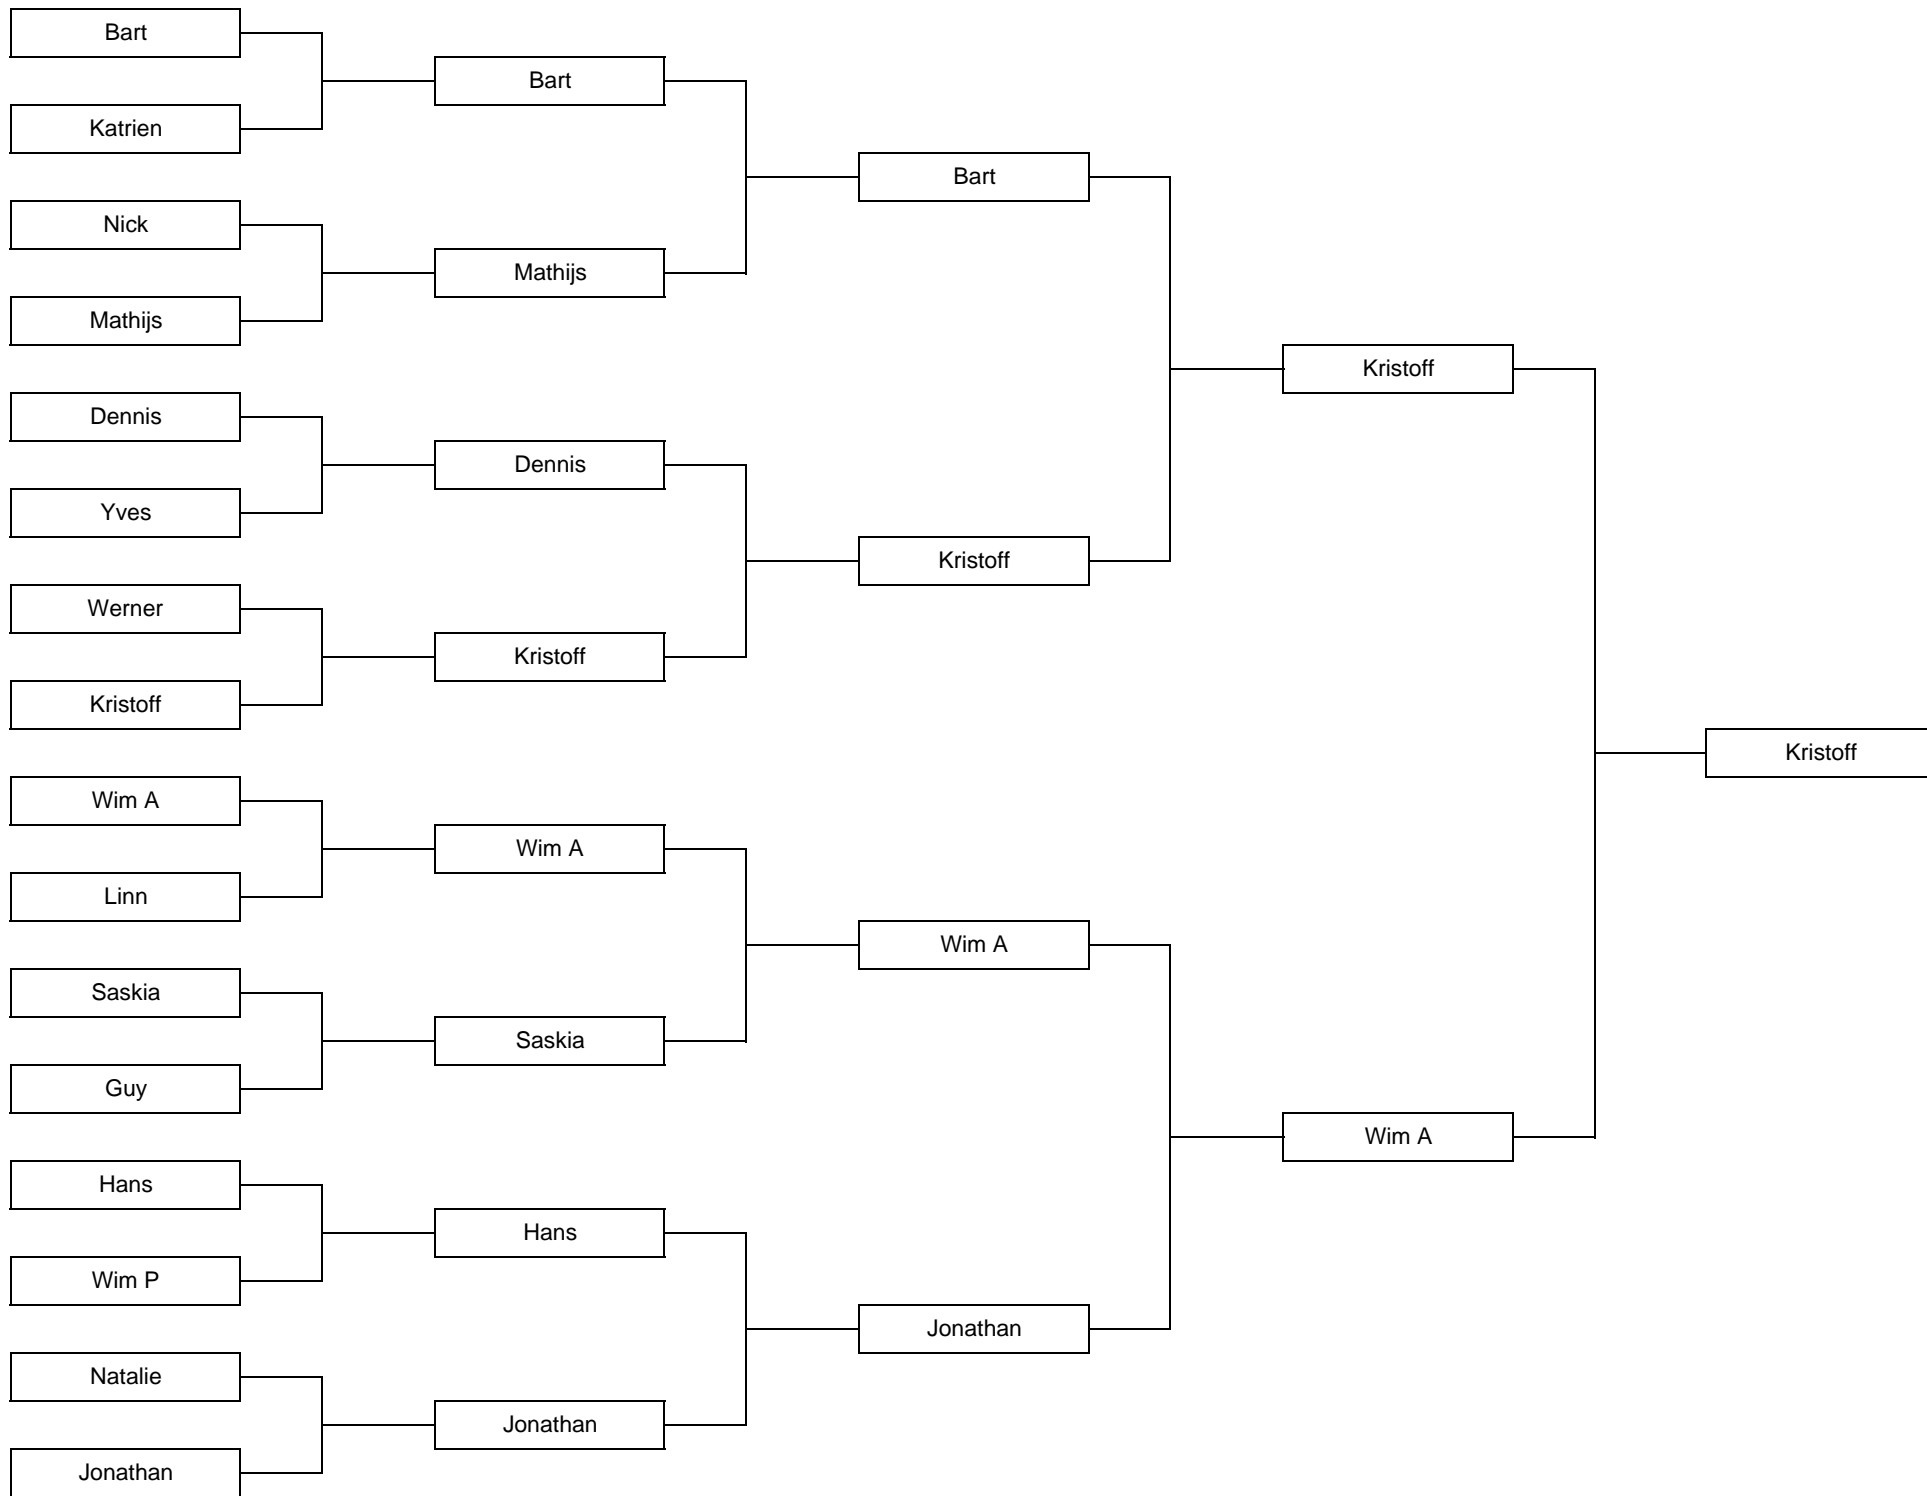 Bart
Katrien
Nick
Mathijs
Dennis
Yves
Werner
Kristoff
Wim A
Linn
Saskia
Guy
Hans
Wim P
Natalie
Jonathan
Bart
Mathijs
Dennis
Kristoff
Wim A
Saskia
Hans
Jonathan
Bart
Kristoff
Wim A
Jonathan
Kristoff
Wim A
Kristoff